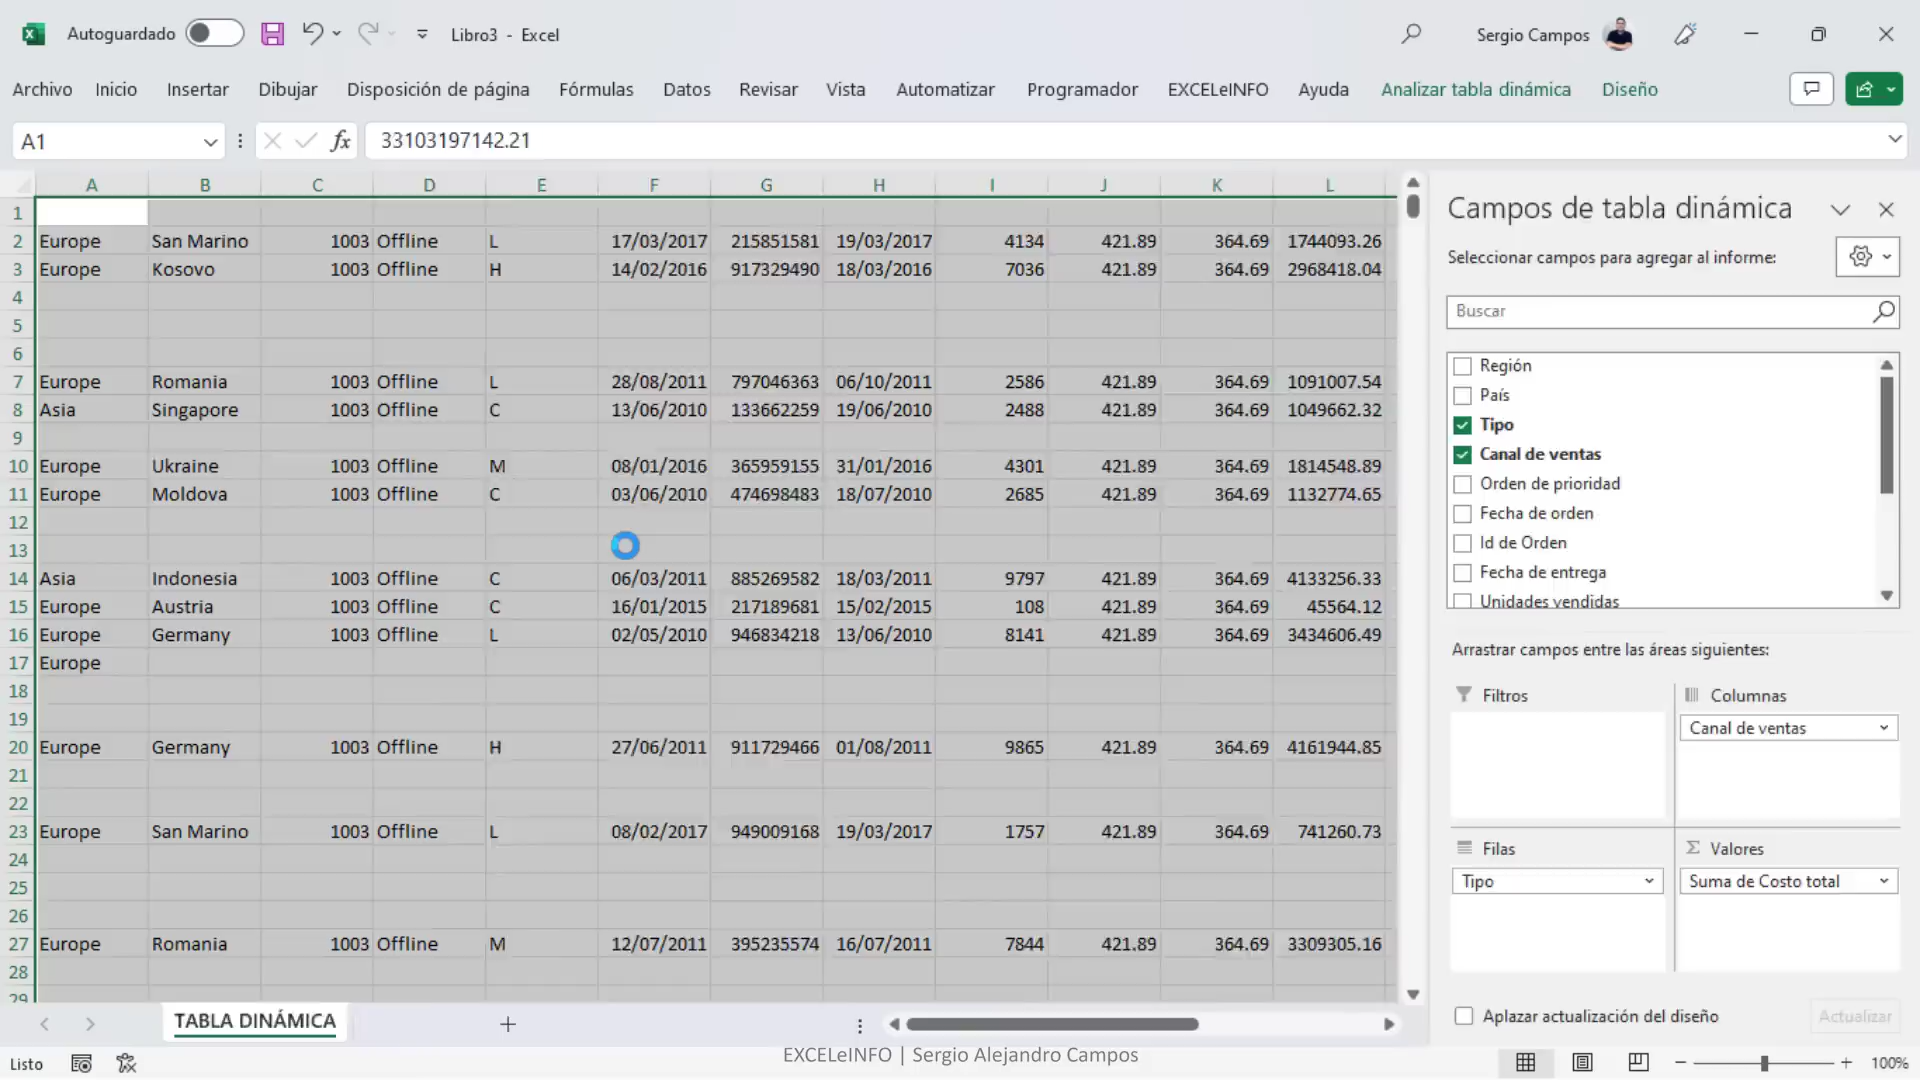 Autoguardado Libro3 - Excel Sergio Campos
Archivo Inicio Insertar Dibujar Disposición de página Fórmulas Datos Revisar Vista Automatizar Programador EXCELeINFO Ayuda Analizar tabla dinámica Diseño
A1 fx 33103197142.21
A B C D E F G H I J K L
1
2 Europe San Marino 1003 Offline L 17/03/2017 215851581 19/03/2017 4134 421.89 364.69 1744093.26
3 Europe Kosovo 1003 Offline H 14/02/2016 917329490 18/03/2016 7036 421.89 364.69 2968418.04
4
5
6
7 Europe Romania 1003 Offline L 28/08/2011 797046363 06/10/2011 2586 421.89 364.69 1091007.54
8 Asia Singapore 1003 Offline C 13/06/2010 133662259 19/06/2010 2488 421.89 364.69 1049662.32
9
10 Europe Ukraine 1003 Offline M 08/01/2016 365959155 31/01/2016 4301 421.89 364.69 1814548.89
11 Europe Moldova 1003 Offline C 03/06/2010 474698483 18/07/2010 2685 421.89 364.69 1132774.65
12
13
14 Asia Indonesia 1003 Offline C 06/03/2011 885269582 18/03/2011 9797 421.89 364.69 4133256.33
15 Europe Austria 1003 Offline C 16/01/2015 217189681 15/02/2015 108 421.89 364.69 45564.12
16 Europe Germany 1003 Offline L 02/05/2010 946834218 13/06/2010 8141 421.89 364.69 3434606.49
17 Europe
18
19
20 Europe Germany 1003 Offline H 27/06/2011 911729466 01/08/2011 9865 421.89 364.69 4161944.85
21
22
23 Europe San Marino 1003 Offline L 08/02/2017 949009168 19/03/2017 1757 421.89 364.69 741260.73
24
25
26
27 Europe Romania 1003 Offline M 12/07/2011 395235574 16/07/2011 7844 421.89 364.69 3309305.16
28
29
Campos de tabla dinámica
Seleccionar campos para agregar al informe:
Buscar
Región
País
Tipo
Canal de ventas
Orden de prioridad
Fecha de orden
Id de Orden
Fecha de entrega
Unidades vendidas
Arrastrar campos entre las áreas siguientes:
Filtros Columnas
Canal de ventas
Filas Σ Valores
Tipo Suma de Costo total
Aplazar actualización del diseño Actualizar
TABLA DINÁMICA
Listo EXCELeINFO | Sergio Alejandro Campos 100%